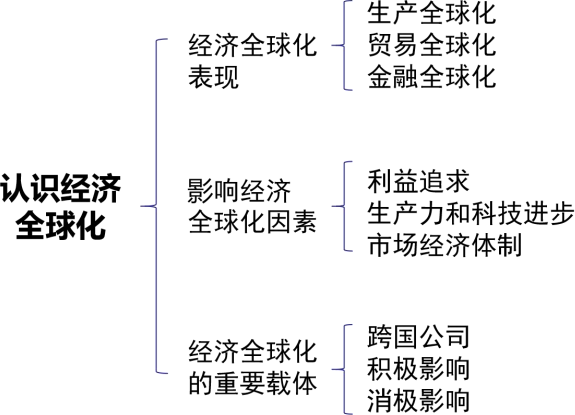 认识经济
全球化
经济全球化
表现
生产全球化
贸易全球化
金融全球化
影响经济
全球化因素
利益追求
生产力和科技进步
市场经济体制
经济全球化
的重要载体
跨国公司
积极影响
消极影响